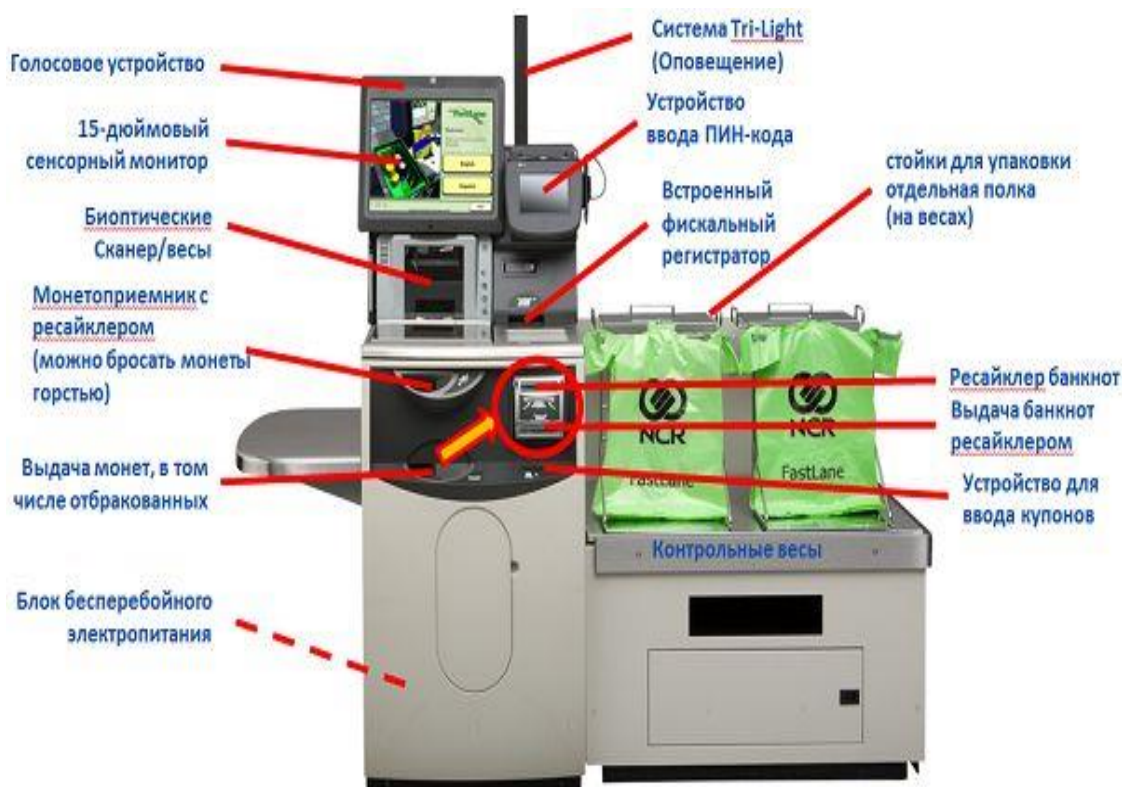 Голосовое устройство
15-дюймовый
сенсорный монитор
Биоптические
Сканер/весы
Монетоприемник с
ресайклером
(можно бросать монеты
горстью)
Выдача монет, в том
числе отбракованных
Блок бесперебойного
электропитания
Система Tri-Light
(Оповещение)
Устройство
ввода ПИН-кода
Встроенный
фискальный
регистратор
стойки для упаковки
отдельная полка
(на весах)
Ресайклер банкнот
Выдача банкнот
ресайклером
Устройство для
ввода купонов
FastLane
NCR
FastLane
NCR
FastLane
Контрольные весы